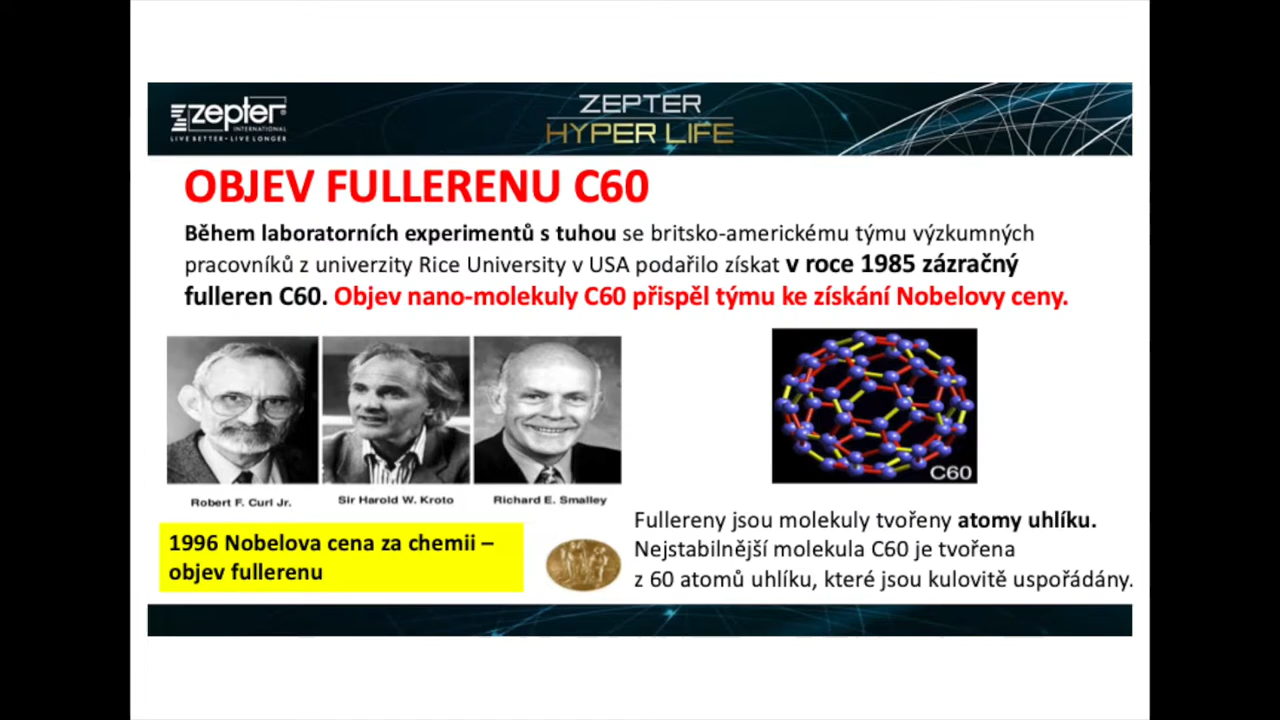 zepter
INTERNATIONAL
LIVE BETTER • LIVE LONGER
ZEPTER
HYPER LIFE
OBJEV FULLERENU C60
Během laboratorních experimentů s tuhou se britsko-americkému týmu výzkumných
pracovníků z univerzity Rice University v USA podařilo získat v roce 1985 zázračný
fulleren C60. Objev nano-molekuly C60 přispěl týmu ke získání Nobelovy ceny.
C60
Robert F. Curl Jr.
Sir Harold W. Kroto
Richard E. Smalley
1996 Nobelova cena za chemii –
objev fullerenu
Fullereny jsou molekuly tvořeny atomy uhlíku.
Nejstabilnější molekula C60 je tvořena
z 60 atomů uhlíku, které jsou kulovitě uspořádány.